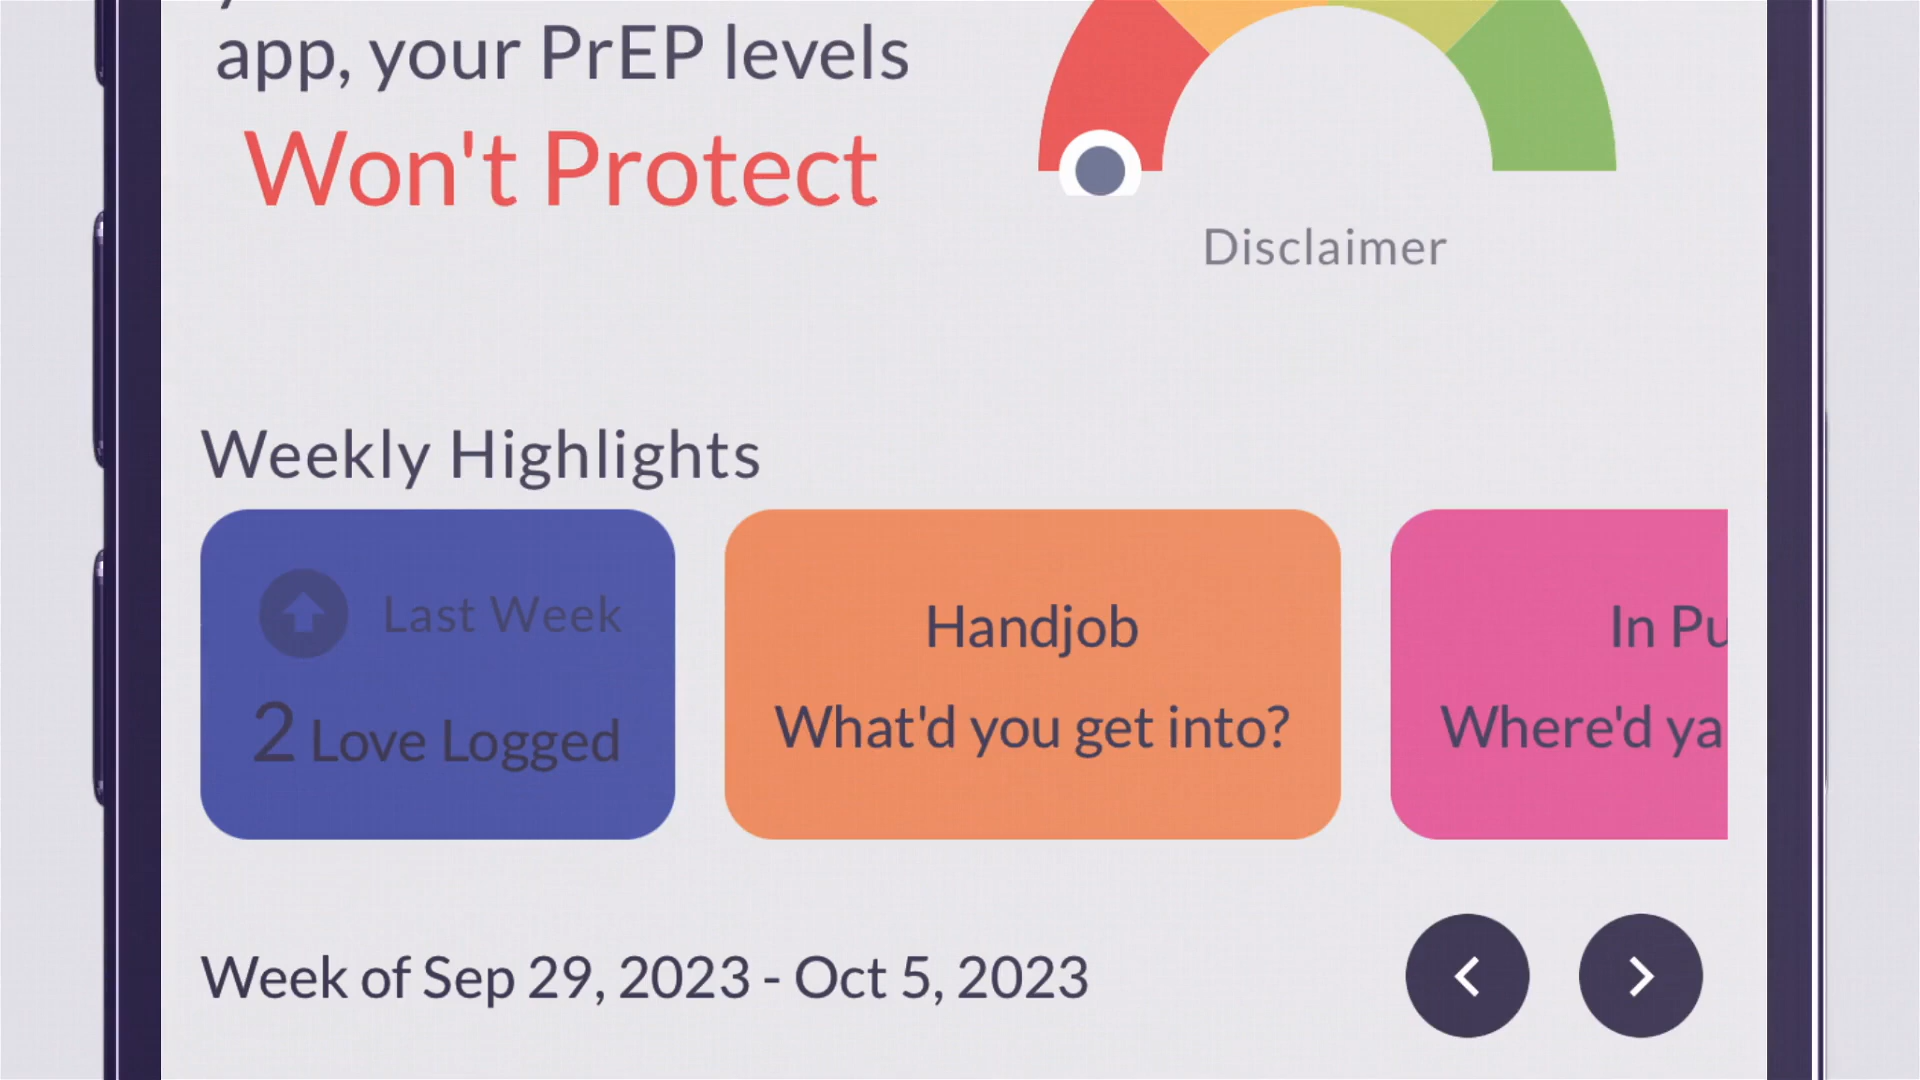 app, your PrEP levels
Won't Protect
Disclaimer
Weekly Highlights
Last Week
2 Love Logged
Handjob
What'd you get into?
In Pu
Where'd ya
Week of Sep 29, 2023 - Oct 5, 2023